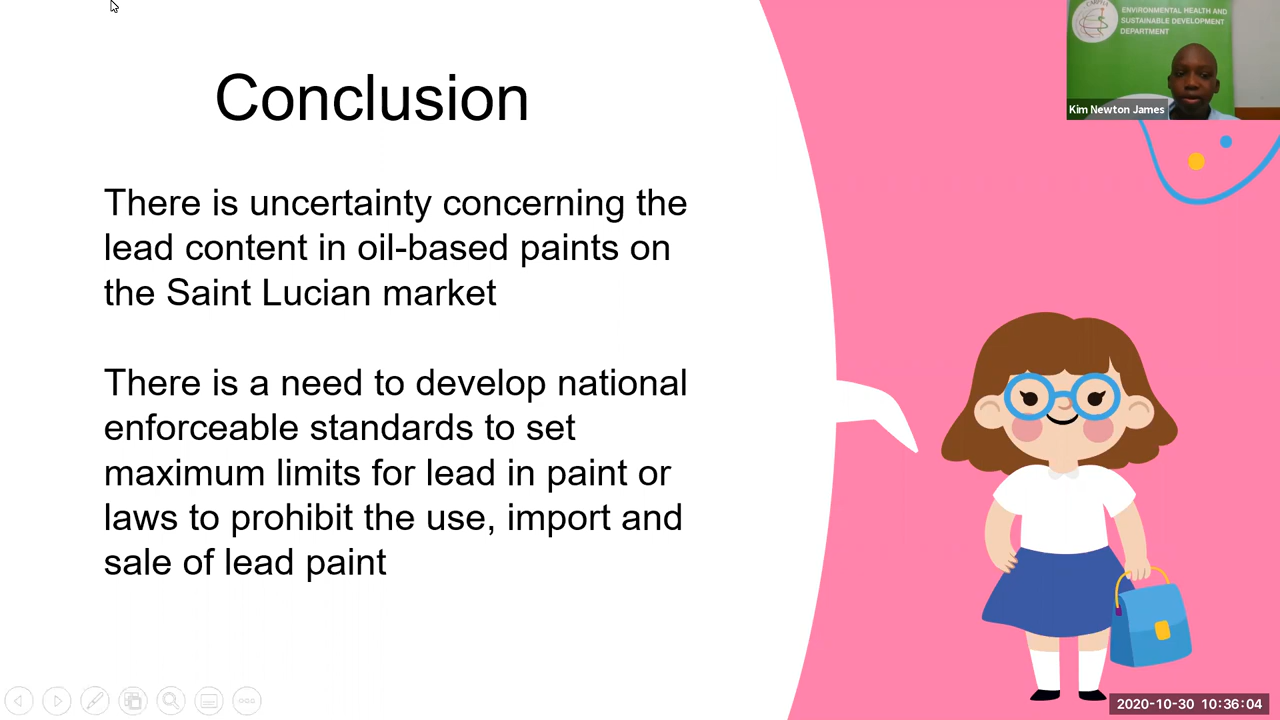 ENVIRONMENTAL HEALTH AND
SUSTAINABLE DEVELOPMENT
DEPARTMENT
Kim Newton James
Conclusion
There is uncertainty concerning the
lead content in oil-based paints on
the Saint Lucian market
There is a need to develop national
enforceable standards to set
maximum limits for lead in paint or
laws to prohibit the use, import and
sale of lead paint
2020-10-30 10:36:04